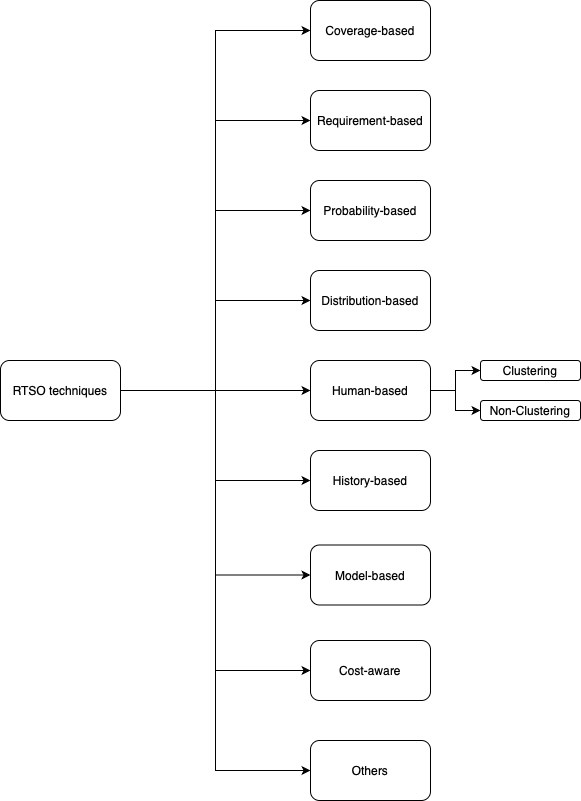 Coverage-based
Requirement-based
Probability-based
Distribution-based
RTSO techniques
Human-based
Clustering
Non-Clustering
History-based
Model-based
Cost-aware
Others